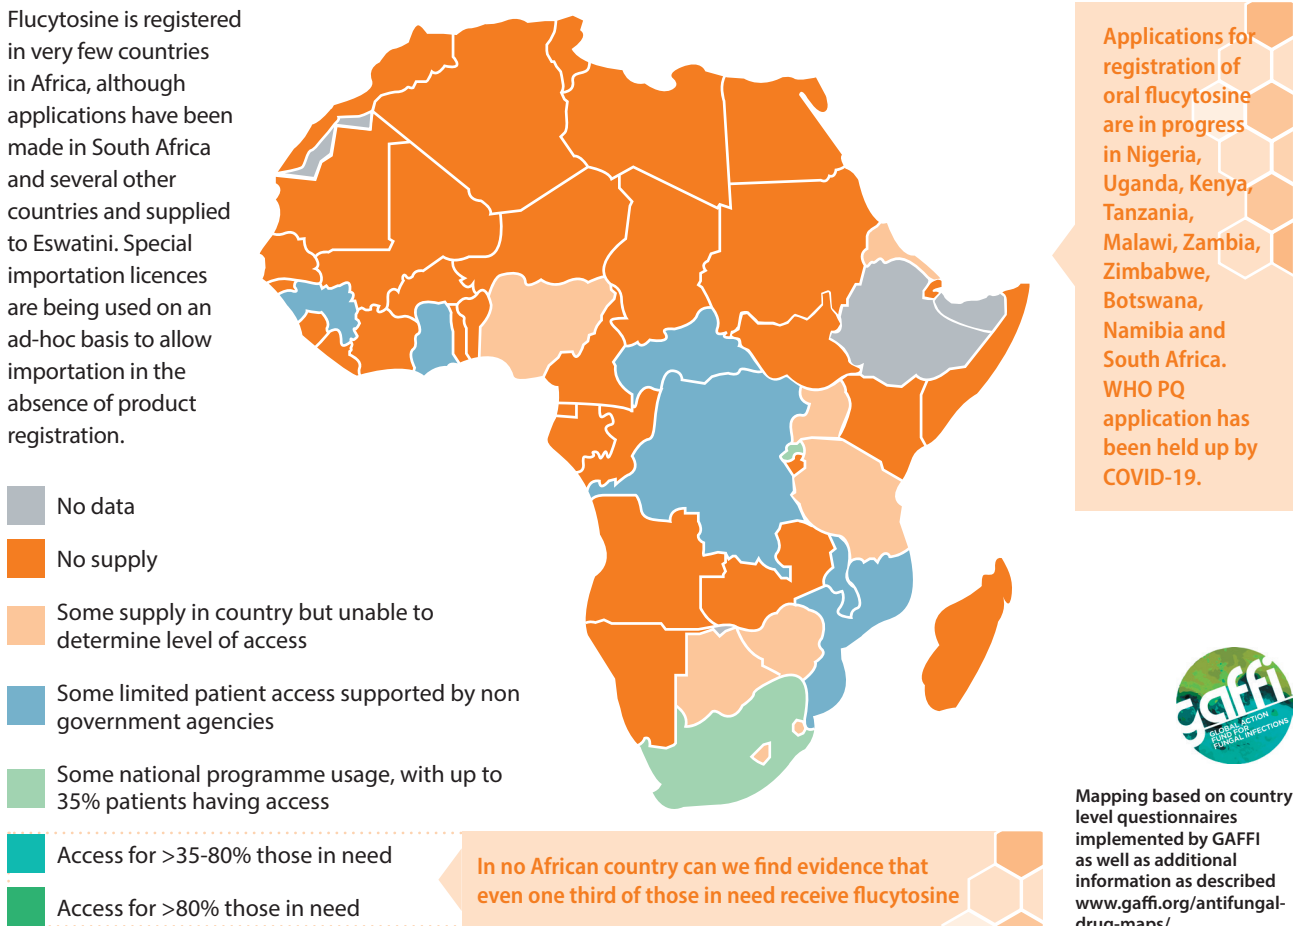 Flucytosine is registered
in very few countries
in Africa, although
applications have been
made in South Africa
and several other
countries and supplied
to Eswatini. Special
importation licences
are being used on an
ad-hoc basis to allow
importation in the
absence of product
registration.
No data
No supply
Some supply in country but unable to
determine level of access
Some limited patient access supported by non
government agencies
Some national programme usage, with up to
35% patients having access
Access for >35-80% those in need
Access for >80% those in need
In no African country can we find evidence that
even one third of those in need receive flucytosine
Applications for
registration of
oral flucytosine
are in progress
in Nigeria,
Uganda, Kenya,
Tanzania,
Malawi, Zambia,
Zimbabwe,
Botswana,
Namibia and
South Africa.
WHO PQ
application has
been held up by
COVID-19.
gaffi
GLOBAL ACTION
FUND FOR
FUNGAL INFECTIONS
Mapping based on country
level questionnaires
implemented by GAFFI
as well as additional
information as described
www.gaffi.org/antifungal-
drug-maps/